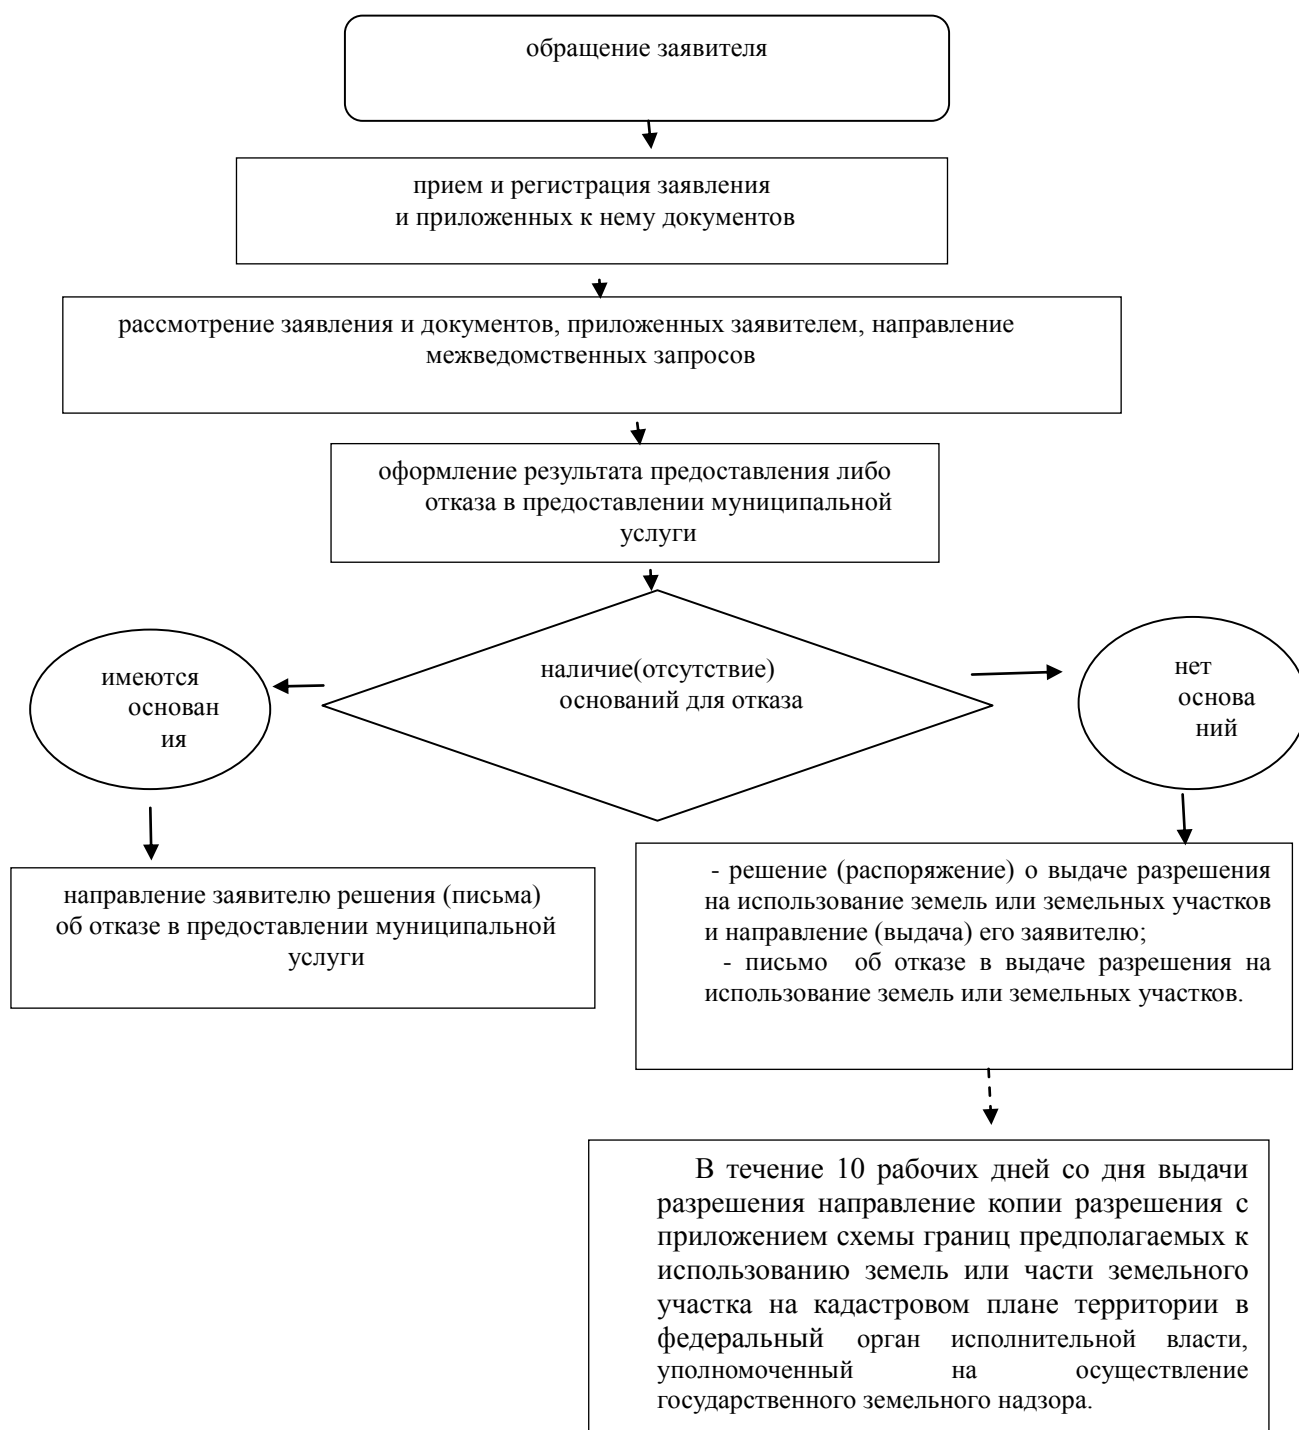 обращение заявителя
прием и регистрация заявления
и приложенных к нему документов
рассмотрение заявления и документов, приложенных заявителем, направление
межведомственных запросов
оформление результата предоставления либо
отказа в предоставлении муниципальной
услуги
наличие(отсутствие)
оснований для отказа
имеются
основан
ия
нет
основа
ний
направление заявителю решения (письма)
об отказе в предоставлении муниципальной
услуги
- решение (распоряжение) о выдаче разрешения
на использование земель или земельных участков
и направление (выдача) его заявителю;
- письмо об отказе в выдаче разрешения на
использование земель или земельных участков.
В течение 10 рабочих дней со дня выдачи
разрешения направление копии разрешения с
приложением схемы границ предполагаемых к
использованию земель или части земельного
участка на кадастровом плане территории в
федеральный орган исполнительной власти,
уполномоченный на осуществление
государственного земельного надзора.